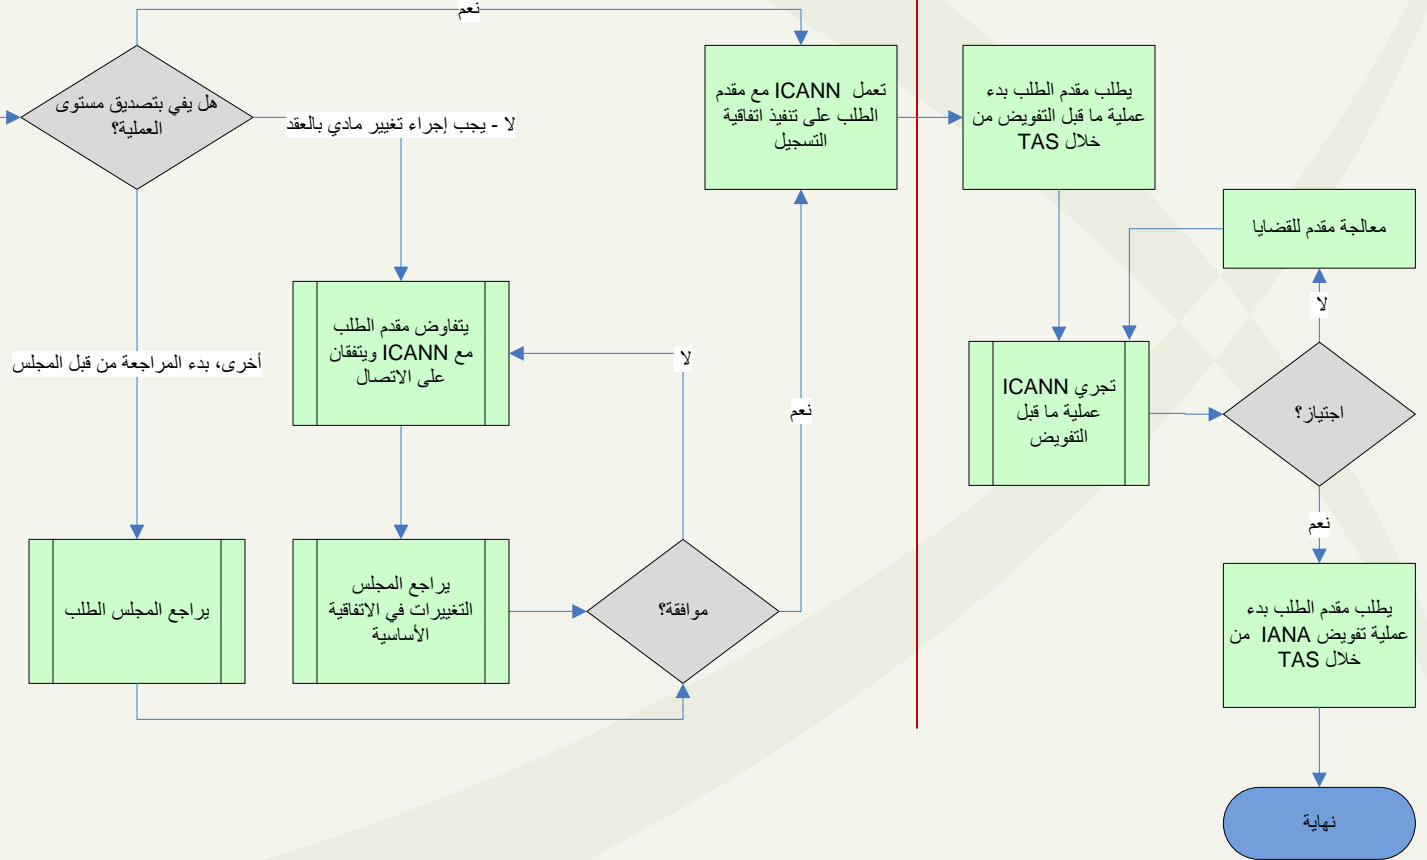 نعم
هل يفي بتصديق مستوى
العملية؟
لا - يجب إجراء تغيير مادي بالعقد
تعمل ICANN مع مقدم
الطلب على تنفيذ اتفاقية
التسجيل
يطلب مقدم الطلب بدء
عملية ما قبل التفويض من
خلال TAS
معالجة مقدم للقضايا
لا
أخرى، بدء المراجعة من قبل المجلس
يتفاوض مقدم الطلب
مع ICANN ويتفقان
على الاتصال
لا
نعم
تجري ICANN
عملية ما قبل
التفويض
اجتياز؟
نعم
يراجع المجلس الطلب
يراجع المجلس
التغييرات في الاتفاقية
الأساسية
موافقة؟
يطلب مقدم الطلب بدء
عملية تفويض IANA من
خلال TAS
نهاية